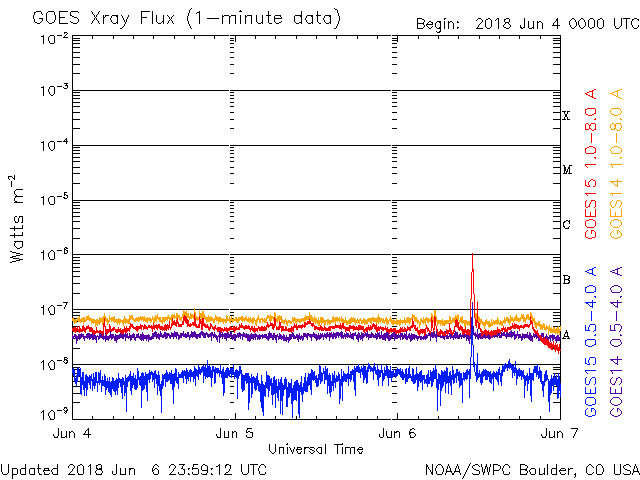 GOES Xray Flux (1-minute data)
Begin: 2018 Jun 4 0000 UTC
10-2
10-3
10-4
10-5
10-6
10-7
10-8
10-9
Watts m-2
X
M
C
B
A
GOES15 1.0-8.0 A
GOES14 1.0-8.0 A
GOES15 0.5-4.0 A
GOES14 0.5-4.0 A
Jun 4
Jun 5
Jun 6
Jun 7
Universal Time
Updated 2018 Jun 6 23:59:12 UTC
NOAA/SWPC Boulder, CO USA